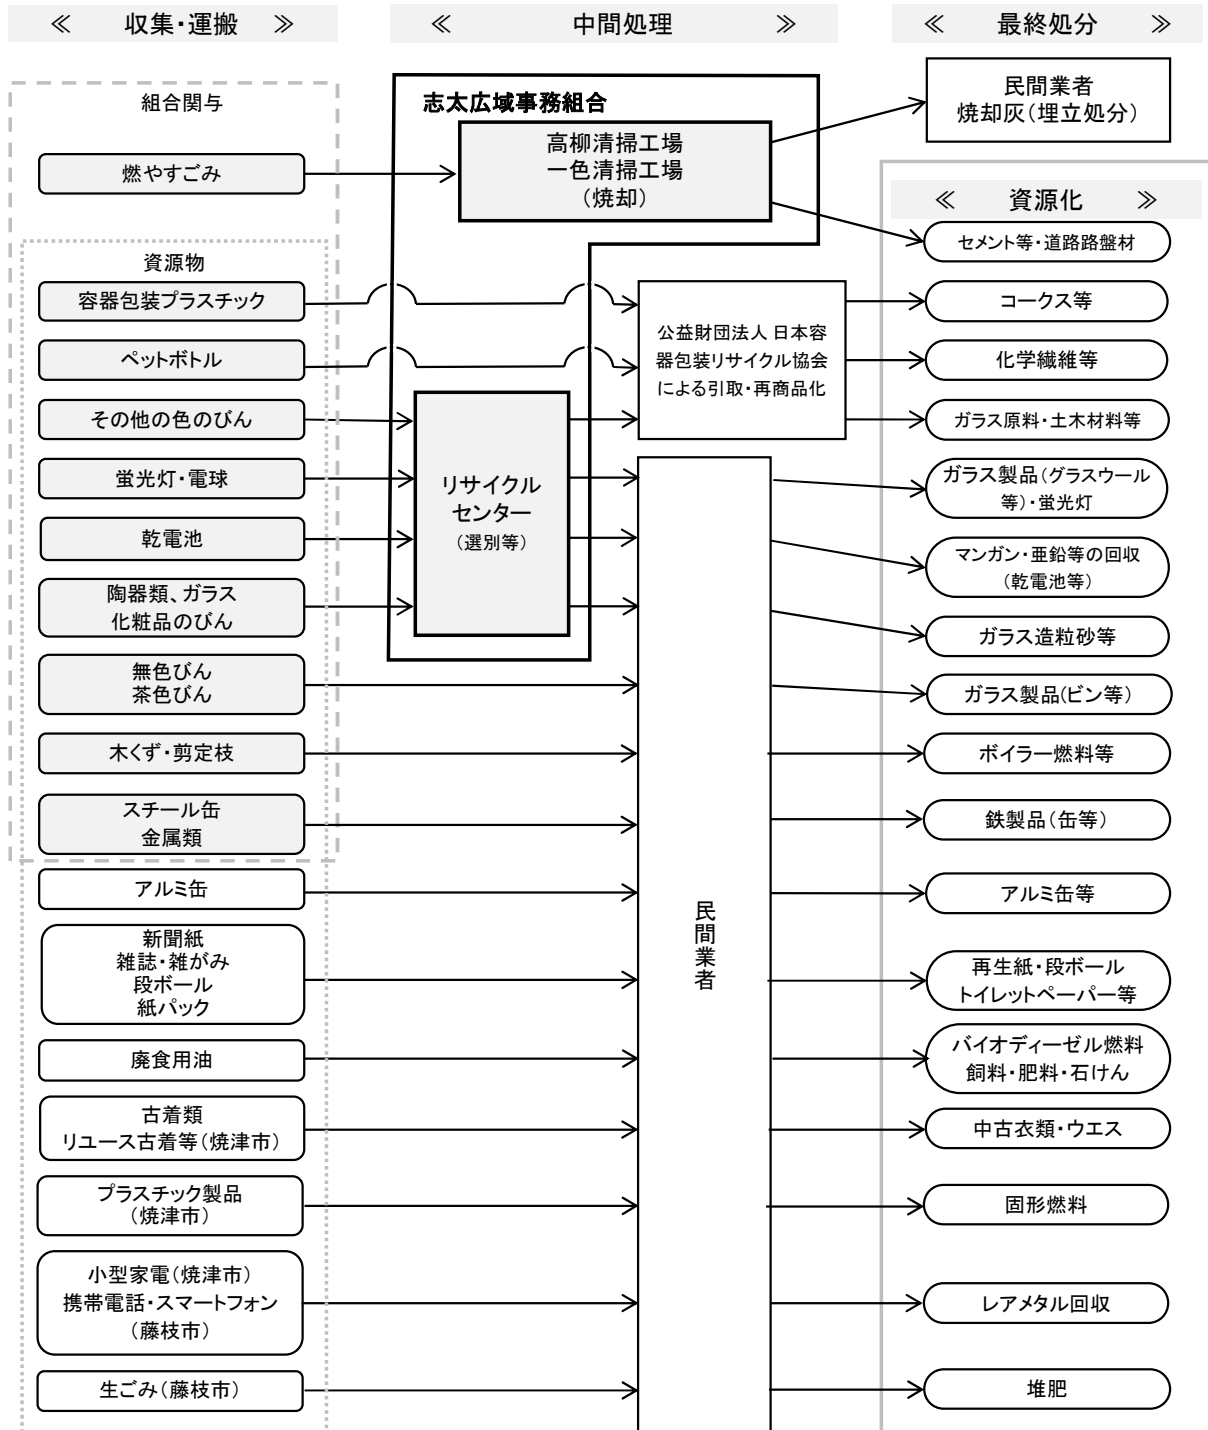 ≪ 収集・運搬 ≫
≪ 中間処理 ≫
≪ 最終処分 ≫
組合関与
志太広域事務組合
民間業者
焼却灰(埋立処分)
燃やすごみ
高柳清掃工場
一色清掃工場
(焼却)
≪ 資源化 ≫
セメント等・道路路盤材
資源物
容器包装プラスチック
ペットボトル
その他の色のびん
蛍光灯・電球
乾電池
陶器類、ガラス
化粧品のびん
無色びん
茶色びん
木くず・剪定枝
スチール缶
金属類
アルミ缶
新聞紙
雑誌・雑がみ
段ボール
紙パック
廃食用油
古着類
リユース古着等(焼津市)
プラスチック製品
(焼津市)
小型家電(焼津市)
携帯電話・スマートフォン
(藤枝市)
生ごみ(藤枝市)
リサイクル
センター
(選別等)
公益財団法人 日本容
器包装リサイクル協会
による引取・再商品化
民間業者
コークス等
化学繊維等
ガラス原料・土木材料等
ガラス製品(グラスウール
等)・蛍光灯
マンガン・亜鉛等の回収
(乾電池等)
ガラス造粒砂等
ガラス製品(ビン等)
ボイラー燃料等
鉄製品(缶等)
アルミ缶等
再生紙・段ボール
トイレットペーパー等
バイオディーゼル燃料
飼料・肥料・石けん
中古衣類・ウエス
固形燃料
レアメタル回収
堆肥